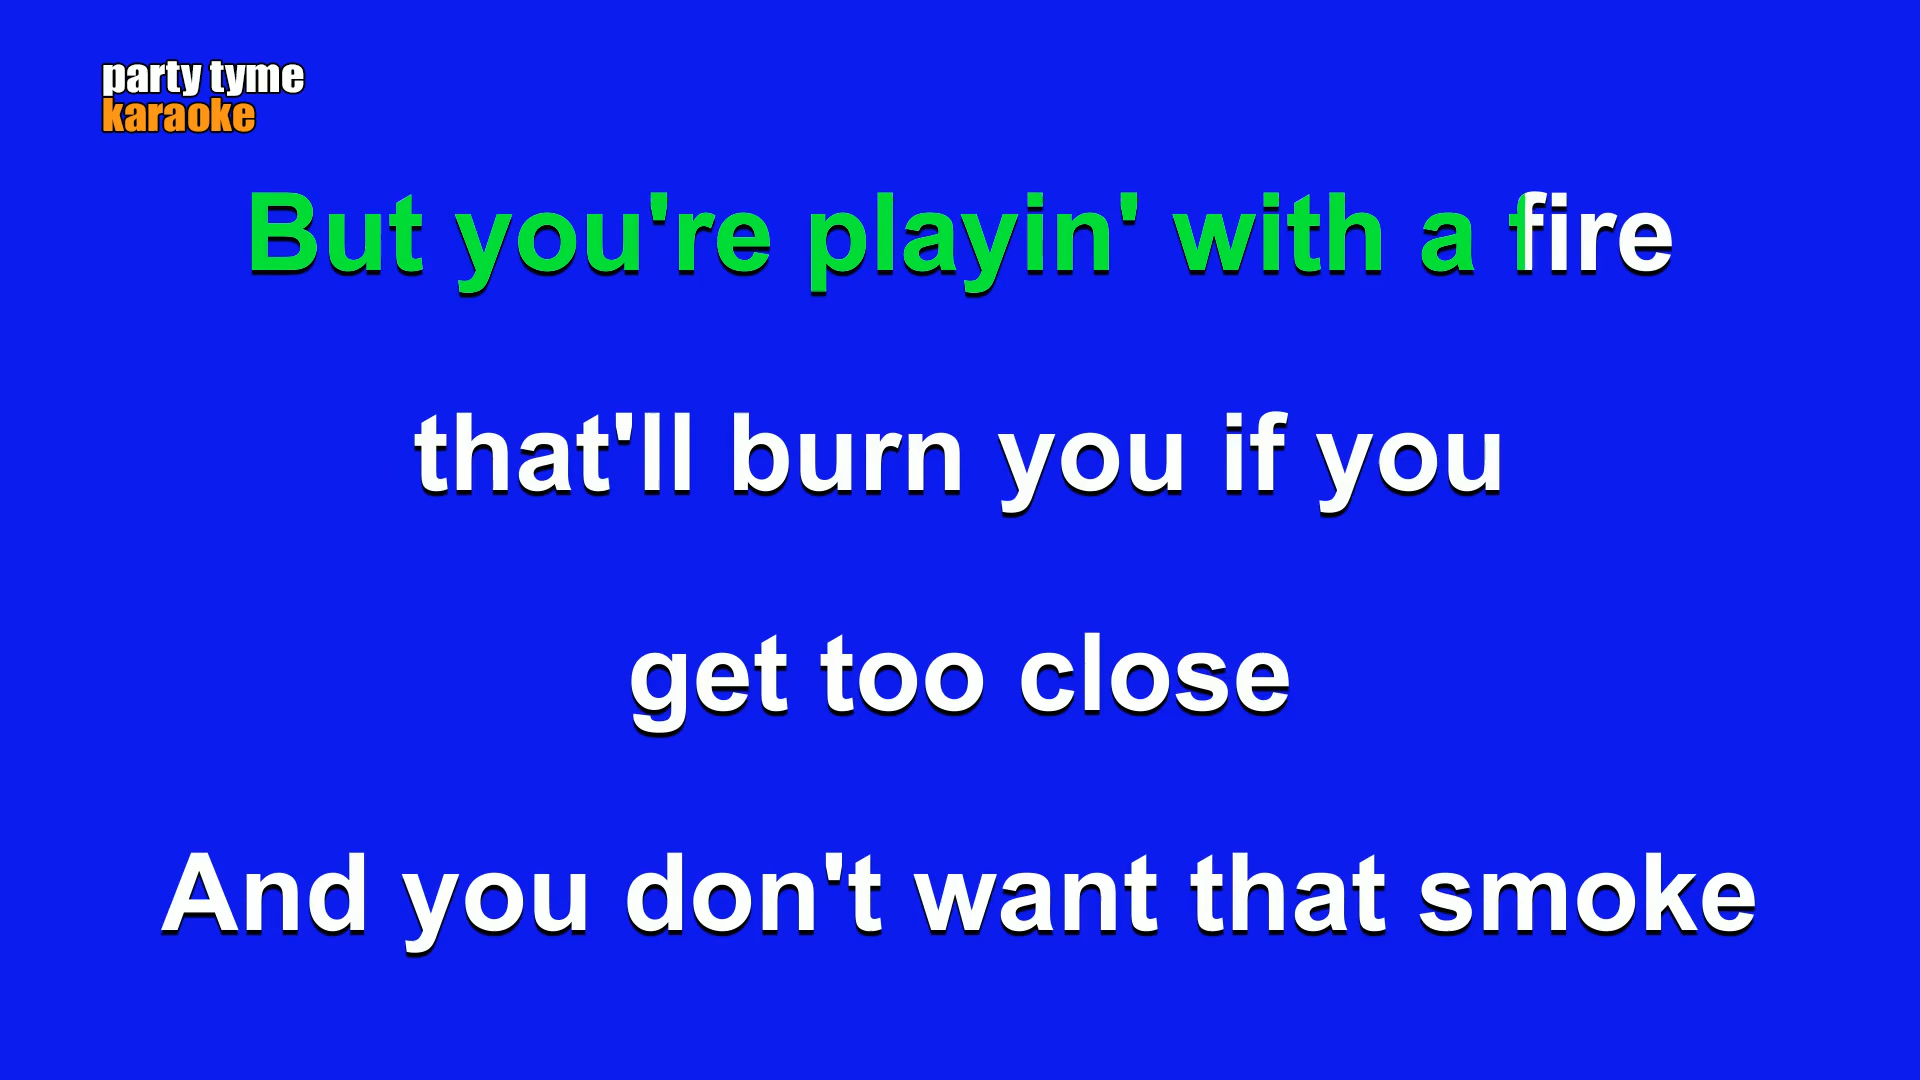 party tyme
karaoke
But you're playin' with a fire
that'll burn you if you
get too close
And you don't want that smoke